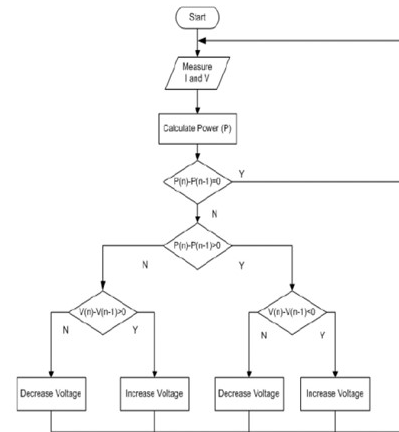 Start
Measure
I and V
Calculate Power (P)
P(n)-P(n-1)=0
Y
N
P(n)-P(n-1)>0
N
Y
V(n)-V(n-1)>0
V(n)-V(n-1)<0
N
Y
N
Y
Decrease Voltage
Increase Voltage
Decrease Voltage
Increase Voltage